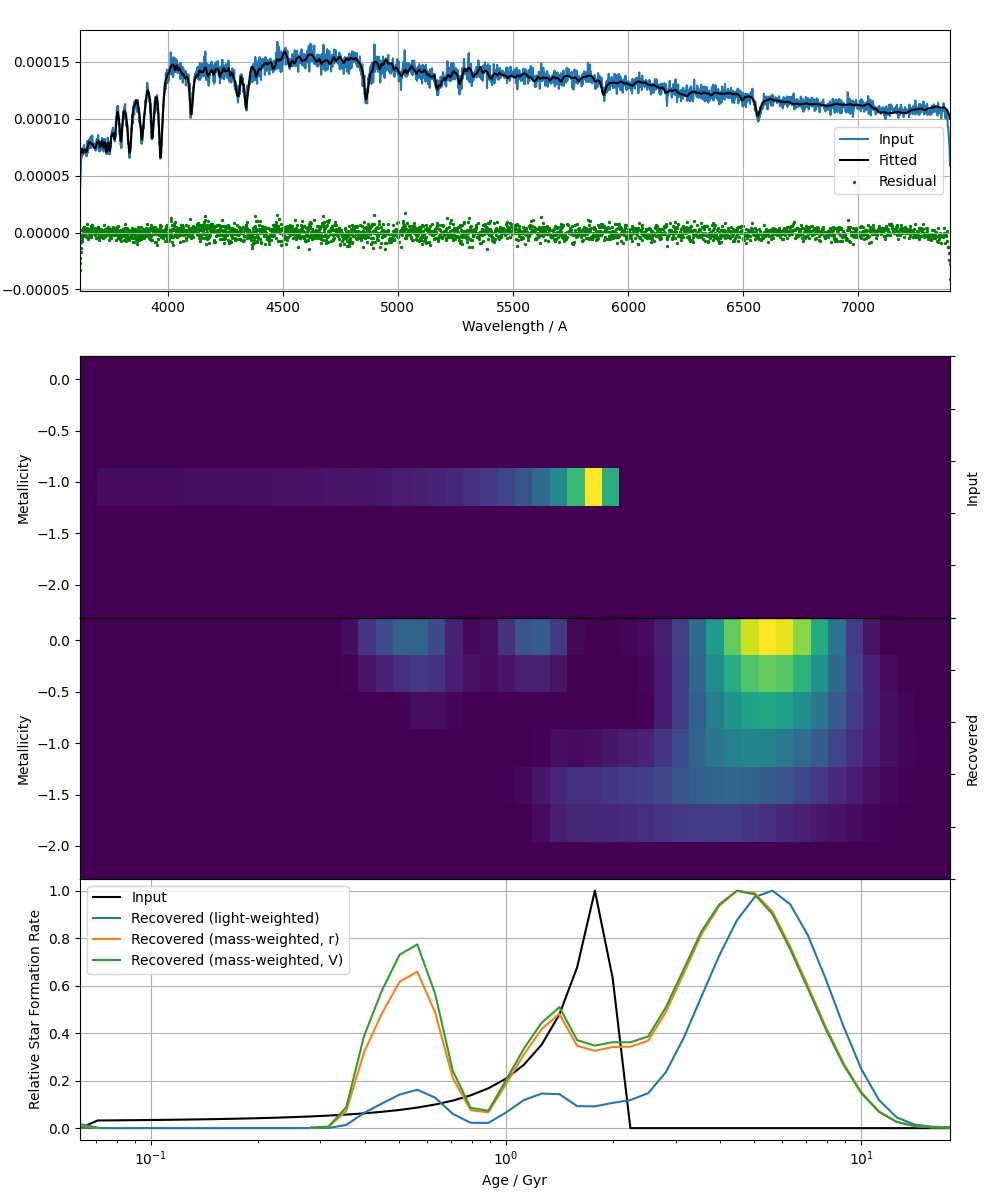 0.00015
0.00010
0.00005
0.00000
−0.00005
Input
Fitted
Residual
4000 4500 5000 5500 6000 6500 7000
Wavelength / A
0.0
−0.5
−1.0
−1.5
−2.0
Metallicity
Input
0.0
−0.5
−1.0
−1.5
−2.0
Metallicity
Recovered
1.0
0.8
0.6
0.4
0.2
0.0
Relative Star Formation Rate
Input
Recovered (light-weighted)
Recovered (mass-weighted, r)
Recovered (mass-weighted, V)
10⁻¹ 10⁰ 10¹
Age / Gyr